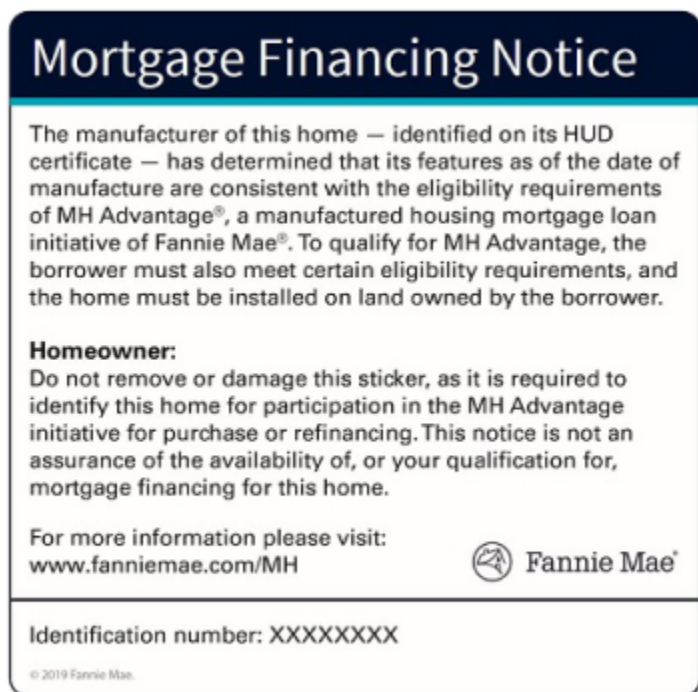 Mortgage Financing Notice
The manufacturer of this home — identified on its HUD
certificate — has determined that its features as of the date of
manufacture are consistent with the eligibility requirements
of MH Advantage®, a manufactured housing mortgage loan
initiative of Fannie Mae®. To qualify for MH Advantage, the
borrower must also meet certain eligibility requirements, and
the home must be installed on land owned by the borrower.
Homeowner:
Do not remove or damage this sticker, as it is required to
identify this home for participation in the MH Advantage
initiative for purchase or refinancing. This notice is not an
assurance of the availability of, or your qualification for,
mortgage financing for this home.
For more information please visit:
www.fanniemae.com/MH
Fannie Mae®
Identification number: XXXXXXXX
© 2019 Fannie Mae.